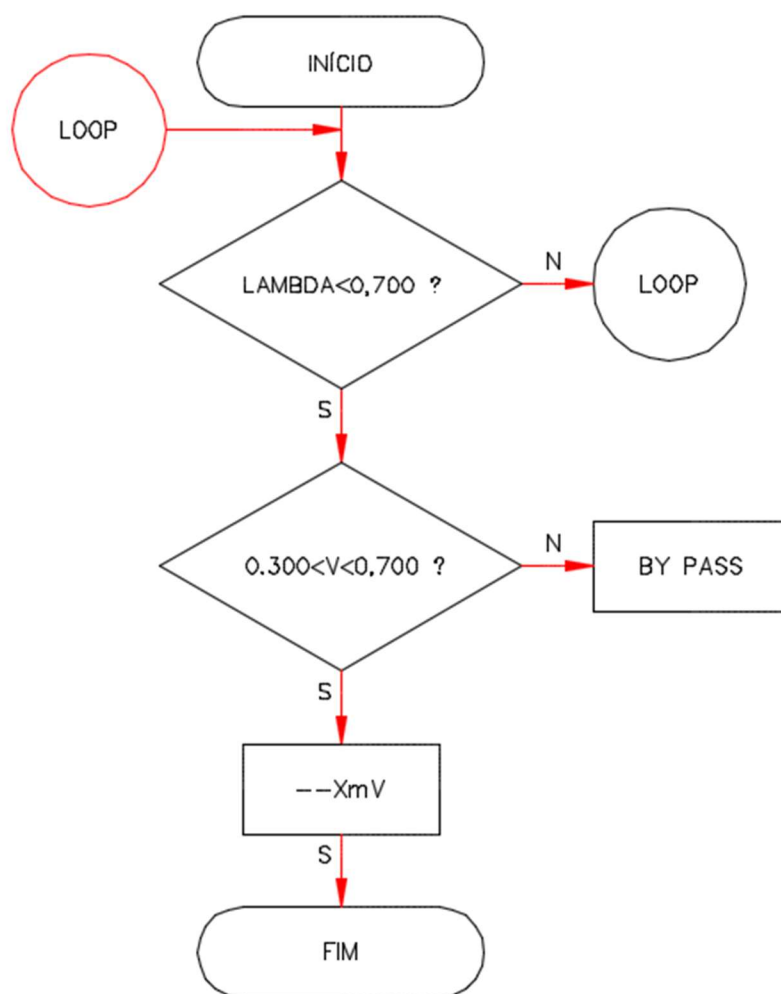 INÍCIO
LOOP
LAMBDA<0,700 ?
N
LOOP
S
0.300<V<0,700 ?
N
BY PASS
S
--XmV
S
FIM